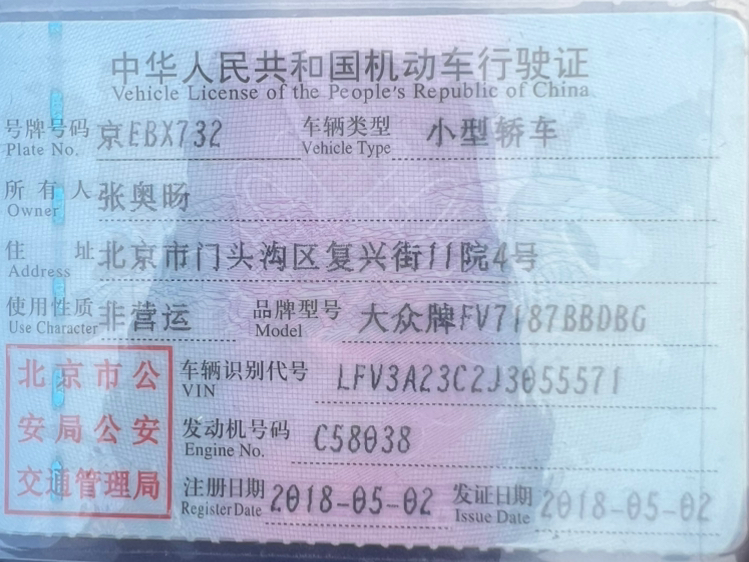 中华人民共和国机动车行驶证
Vehicle License of the People's Republic of China
号牌号码 京EBX732 车辆类型 小型轿车
Plate No. Vehicle Type
所有人 张奥旸
Owner
住址 北京市门头沟区复兴街11院4号
Address
使用性质 非营运 品牌型号 大众牌FV7187BBDBG
Use Character Model
北京市公安局公安交通管理局
车辆识别代号 LFV3A23C2J3055571
VIN
发动机号码 C58038
Engine No.
注册日期 2018-05-02 发证日期 2018-05-02
Register Date Issue Date